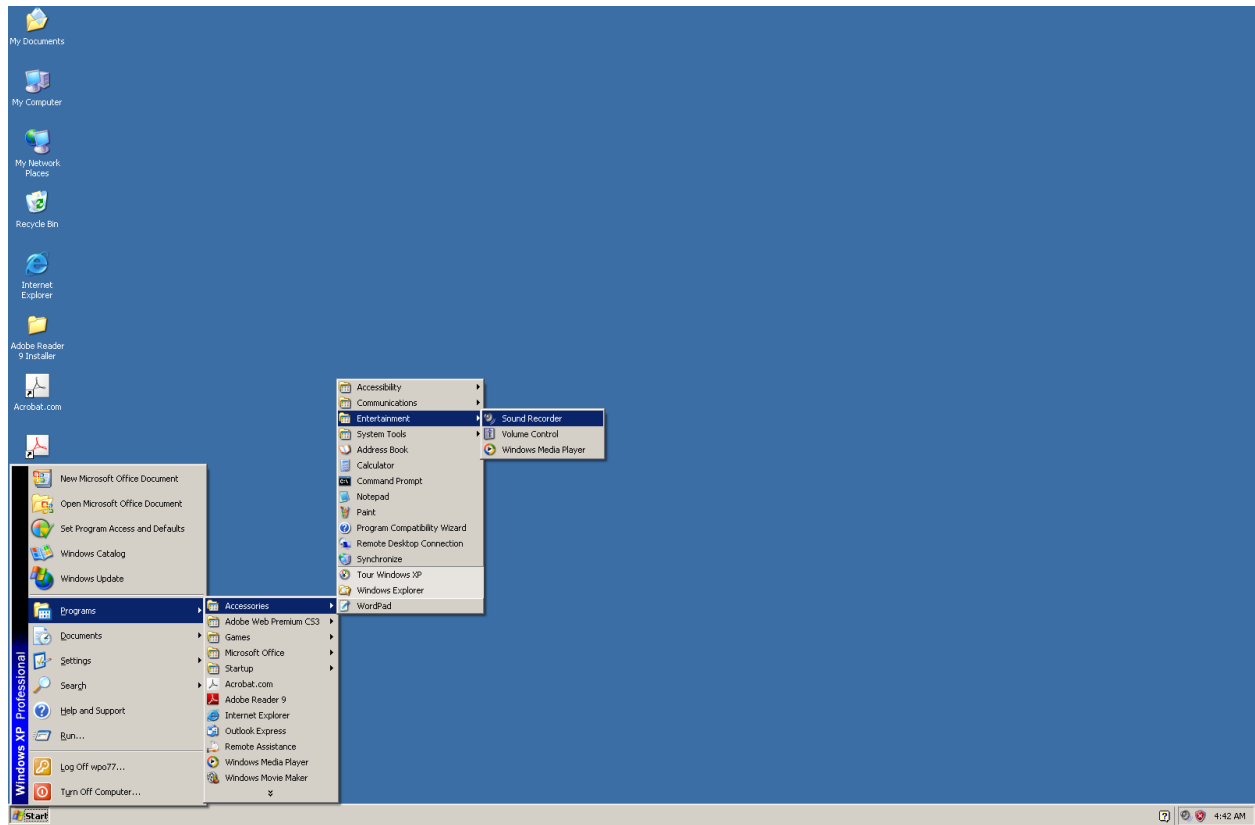 My Documents
My Computer
My Network
Places
Recycle Bin
Internet
Explorer
Adobe Reader
9 Installer
Acrobat.com
Windows XP Professional
New Microsoft Office Document
Open Microsoft Office Document
Set Program Access and Defaults
Windows Catalog
Windows Update
Programs
Documents
Settings
Search
Help and Support
Run...
Log Off wpo77...
Turn Off Computer...
Accessories
Adobe Web Premium CS3
Games
Microsoft Office
Startup
Acrobat.com
Adobe Reader 9
Internet Explorer
Outlook Express
Remote Assistance
Windows Media Player
Windows Movie Maker
Accessibility
Communications
Entertainment
System Tools
Address Book
Calculator
Command Prompt
Notepad
Paint
Program Compatibility Wizard
Remote Desktop Connection
Synchronize
Tour Windows XP
Windows Explorer
WordPad
Sound Recorder
Volume Control
Windows Media Player
Start
4:42 AM